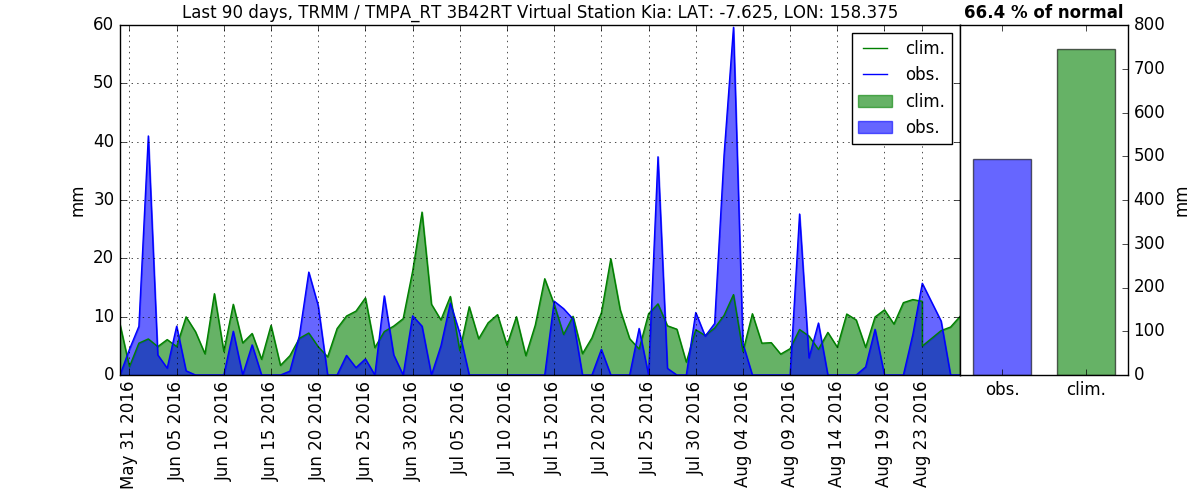 Last 90 days, TRMM / TMPA_RT 3B42RT Virtual Station Kia: LAT: -7.625, LON: 158.375
66.4 % of normal
60
50
40
30
20
10
0
mm
clim.
obs.
clim.
obs.
May 31 2016
Jun 05 2016
Jun 10 2016
Jun 15 2016
Jun 20 2016
Jun 25 2016
Jun 30 2016
Jul 05 2016
Jul 10 2016
Jul 15 2016
Jul 20 2016
Jul 25 2016
Jul 30 2016
Aug 04 2016
Aug 09 2016
Aug 14 2016
Aug 19 2016
Aug 23 2016
800
700
600
500
400
300
200
100
0
mm
obs.
clim.